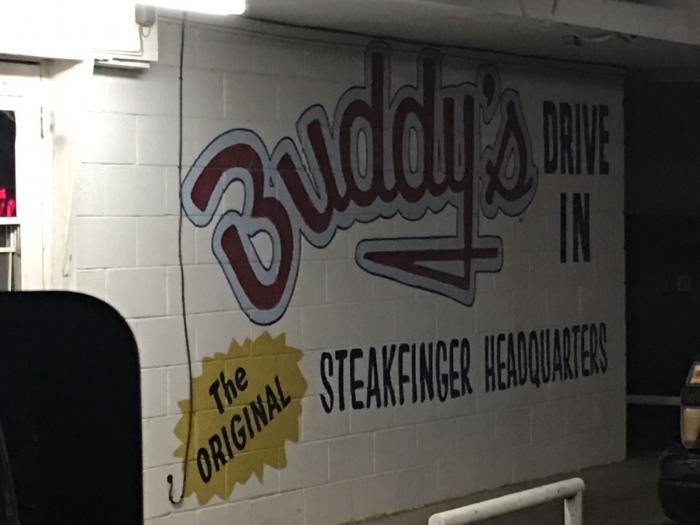 Buddy's
DRIVE
IN
The
ORIGINAL
STEAKFINGER HEADQUARTERS